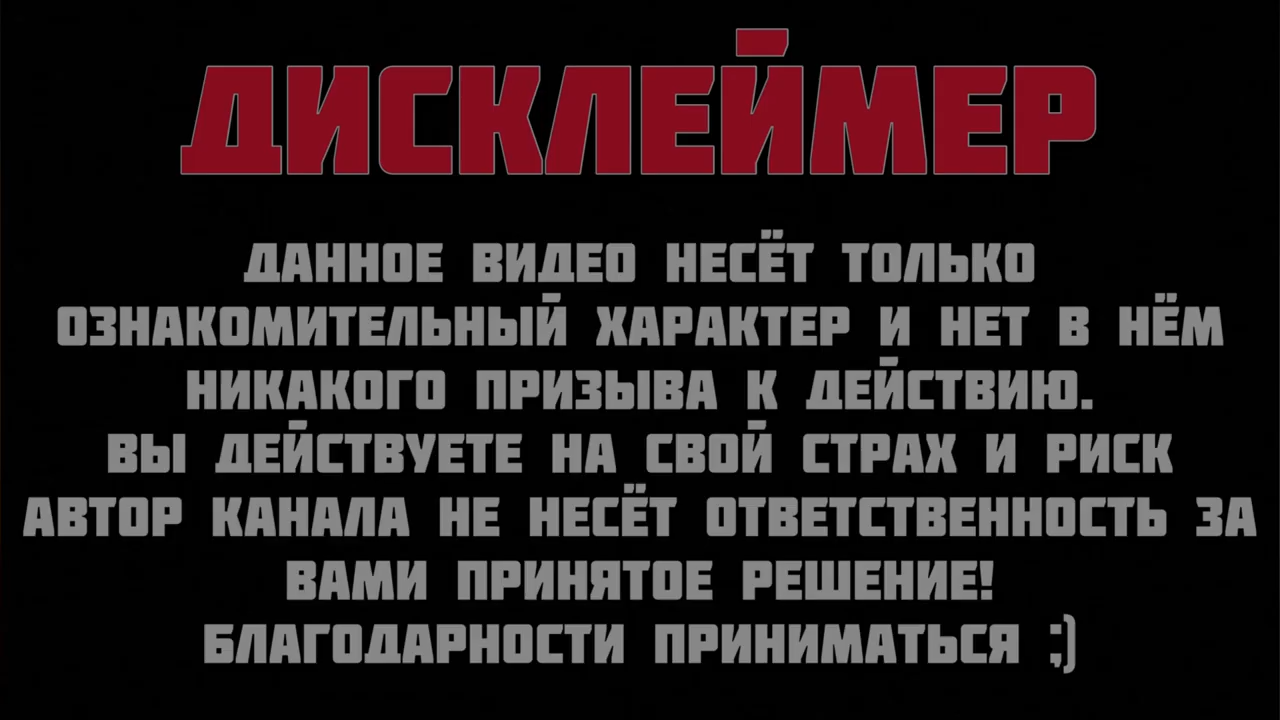 ДИСКЛЕЙМЕР
ДАННОЕ ВИДЕО НЕСЁТ ТОЛЬКО
ОЗНАКОМИТЕЛЬНЫЙ ХАРАКТЕР И НЕТ В НЁМ
НИКАКОГО ПРИЗЫВА К ДЕЙСТВИЮ.
ВЫ ДЕЙСТВУЕТЕ НА СВОЙ СТРАХ И РИСК
АВТОР КАНАЛА НЕ НЕСЁТ ОТВЕТСТВЕННОСТЬ ЗА
ВАМИ ПРИНЯТОЕ РЕШЕНИЕ!
БЛАГОДАРНОСТИ ПРИНИМАТЬСЯ ;)